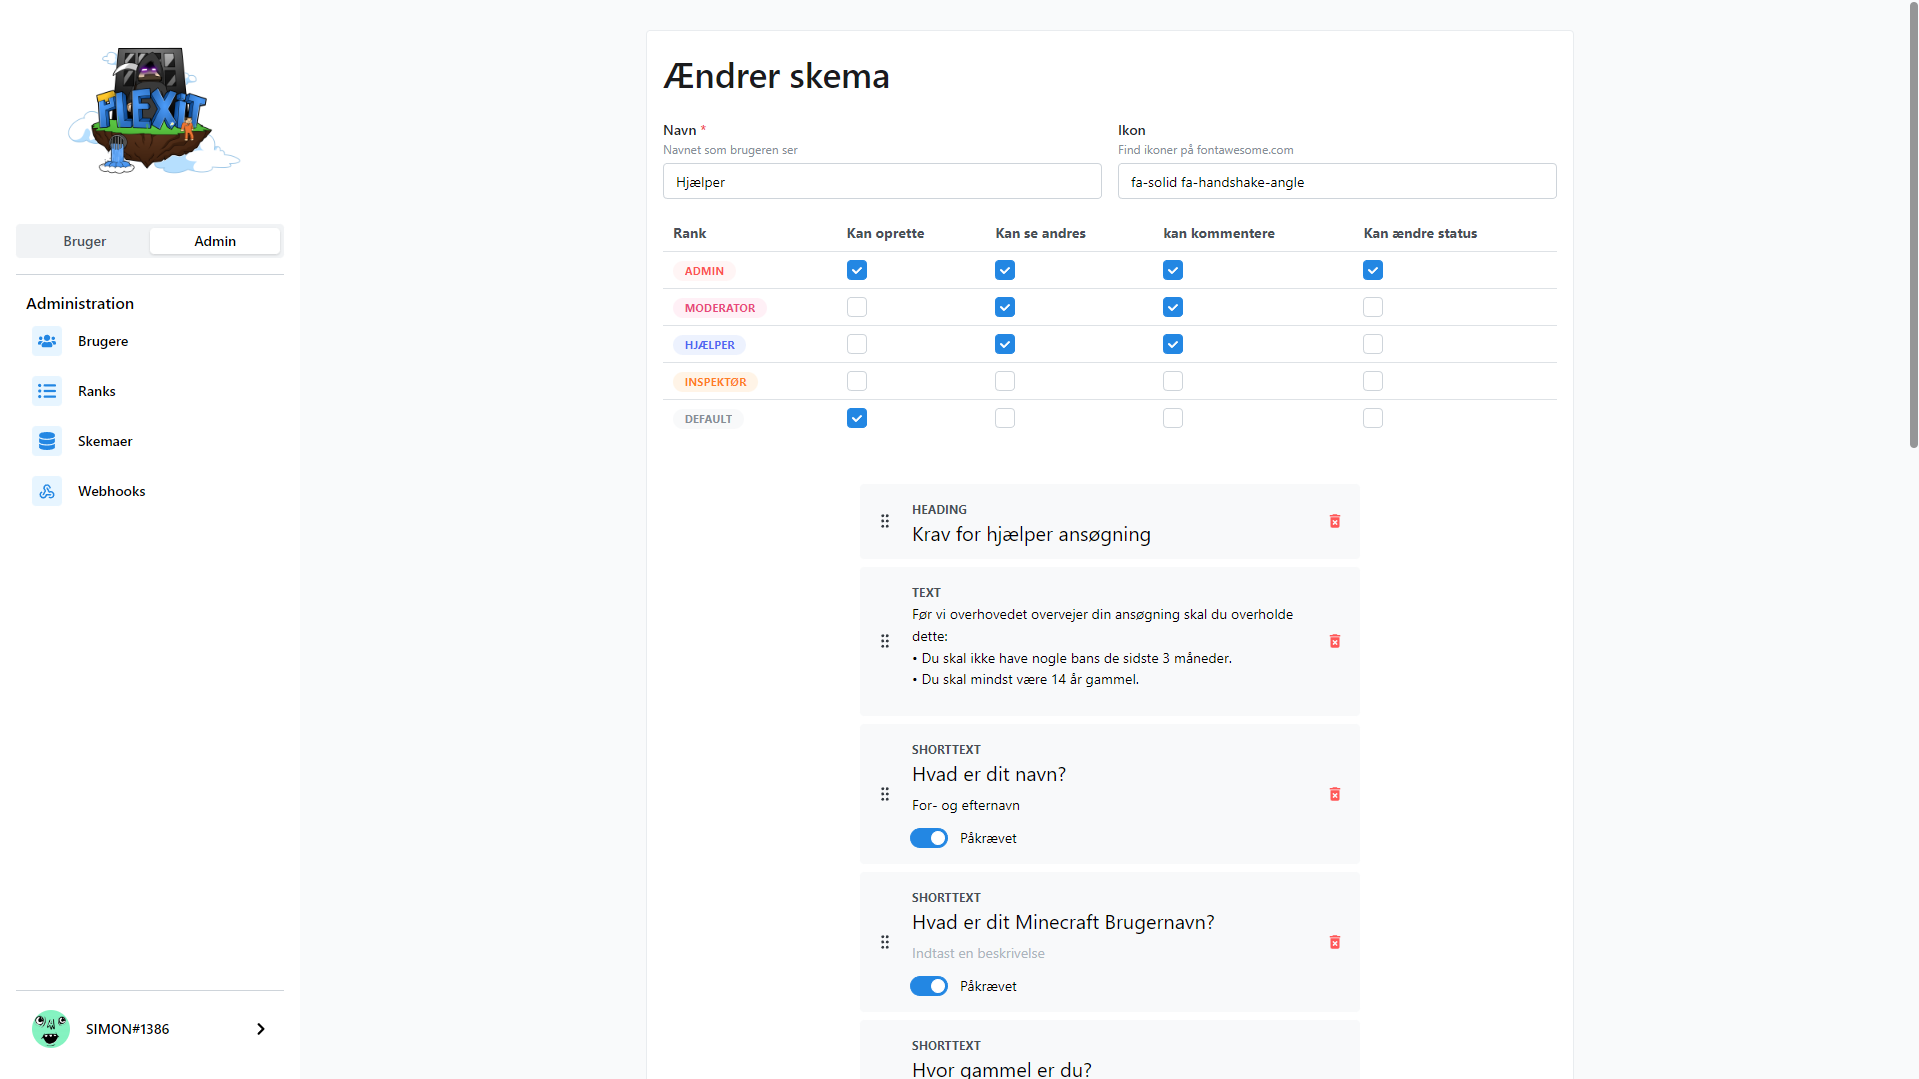 HLEXIT
Bruger
Admin
Administration
Brugere
Ranks
Skemaer
Webhooks
SIMON#1386
Ændrer skema
Navn *
Navnet som brugeren ser
Hjælper
Ikon
Find ikoner på fontawesome.com
fa-solid fa-handshake-angle
Rank Kan oprette Kan se andres kan kommentere Kan ændre status
ADMIN
MODERATOR
HJÆLPER
INSPEKTØR
DEFAULT
HEADING
Krav for hjælper ansøgning
TEXT
Før vi overhovedet overvejer din ansøgning skal du overholde
dette:
• Du skal ikke have nogle bans de sidste 3 måneder.
• Du skal mindst være 14 år gammel.
SHORTTEXT
Hvad er dit navn?
For- og efternavn
Påkrævet
SHORTTEXT
Hvad er dit Minecraft Brugernavn?
Indtast en beskrivelse
Påkrævet
SHORTTEXT
Hvor gammel er du?